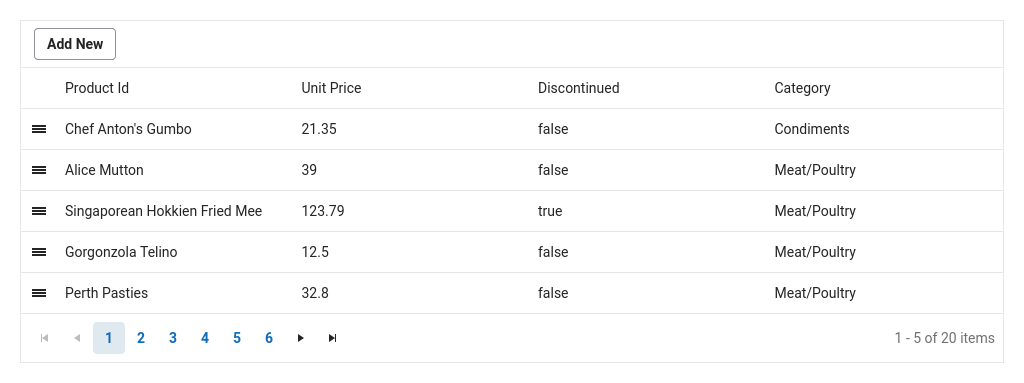 Add New
Product Id Unit Price Discontinued Category
Chef Anton's Gumbo 21.35 false Condiments
Alice Mutton 39 false Meat/Poultry
Singaporean Hokkien Fried Mee 123.79 true Meat/Poultry
Gorgonzola Telino 12.5 false Meat/Poultry
Perth Pasties 32.8 false Meat/Poultry
1 2 3 4 5 6 1 - 5 of 20 items